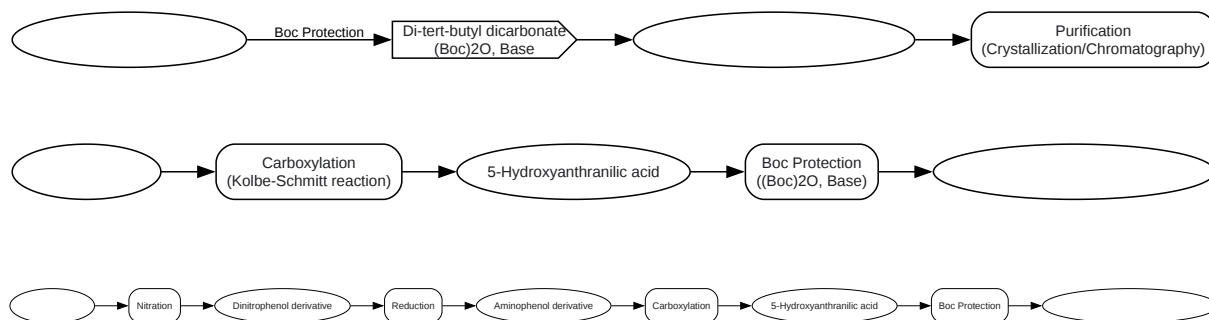 Boc Protection
Di-tert-butyl dicarbonate
(Boc)2O, Base
Purification
(Crystallization/Chromatography)
Carboxylation
(Kolbe-Schmitt reaction)
5-Hydroxyanthranilic acid
Boc Protection
((Boc)2O, Base)
Nitration
Dinitrophenol derivative
Reduction
Aminophenol derivative
Carboxylation
5-Hydroxyanthranilic acid
Boc Protection